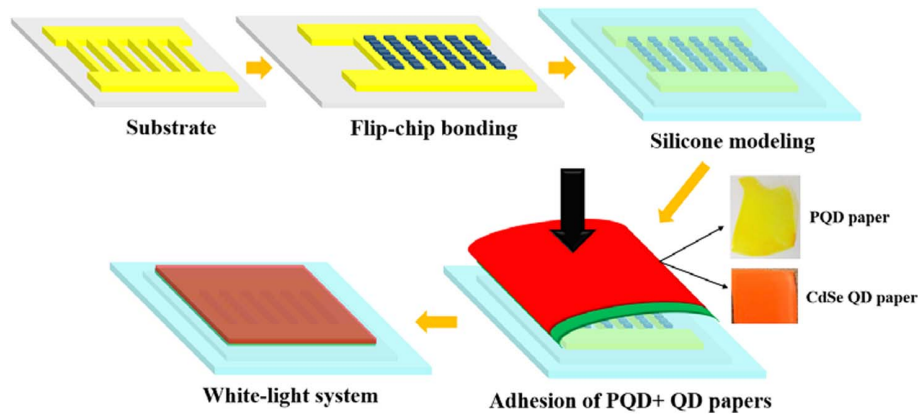 Substrate
Flip-chip bonding
Silicone modeling
PQD paper
CdSe QD paper
White-light system
Adhesion of PQD+ QD papers